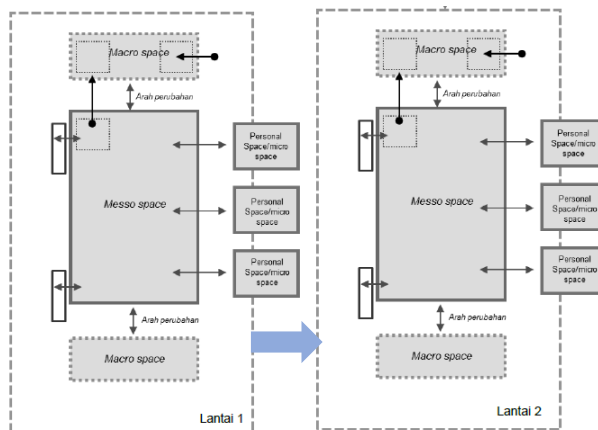 Macro space
Arah perubahan
Messo space
Personal
Space/micro
space
Personal
Space/micro
space
Personal
Space/micro
space
Arah perubahan
Macro space
Lantai 1
Macro space
Arah perubahan
Messo space
Personal
Space/micro
space
Personal
Space/micro
space
Personal
Space/micro
space
Arah perubahan
Macro space
Lantai 2